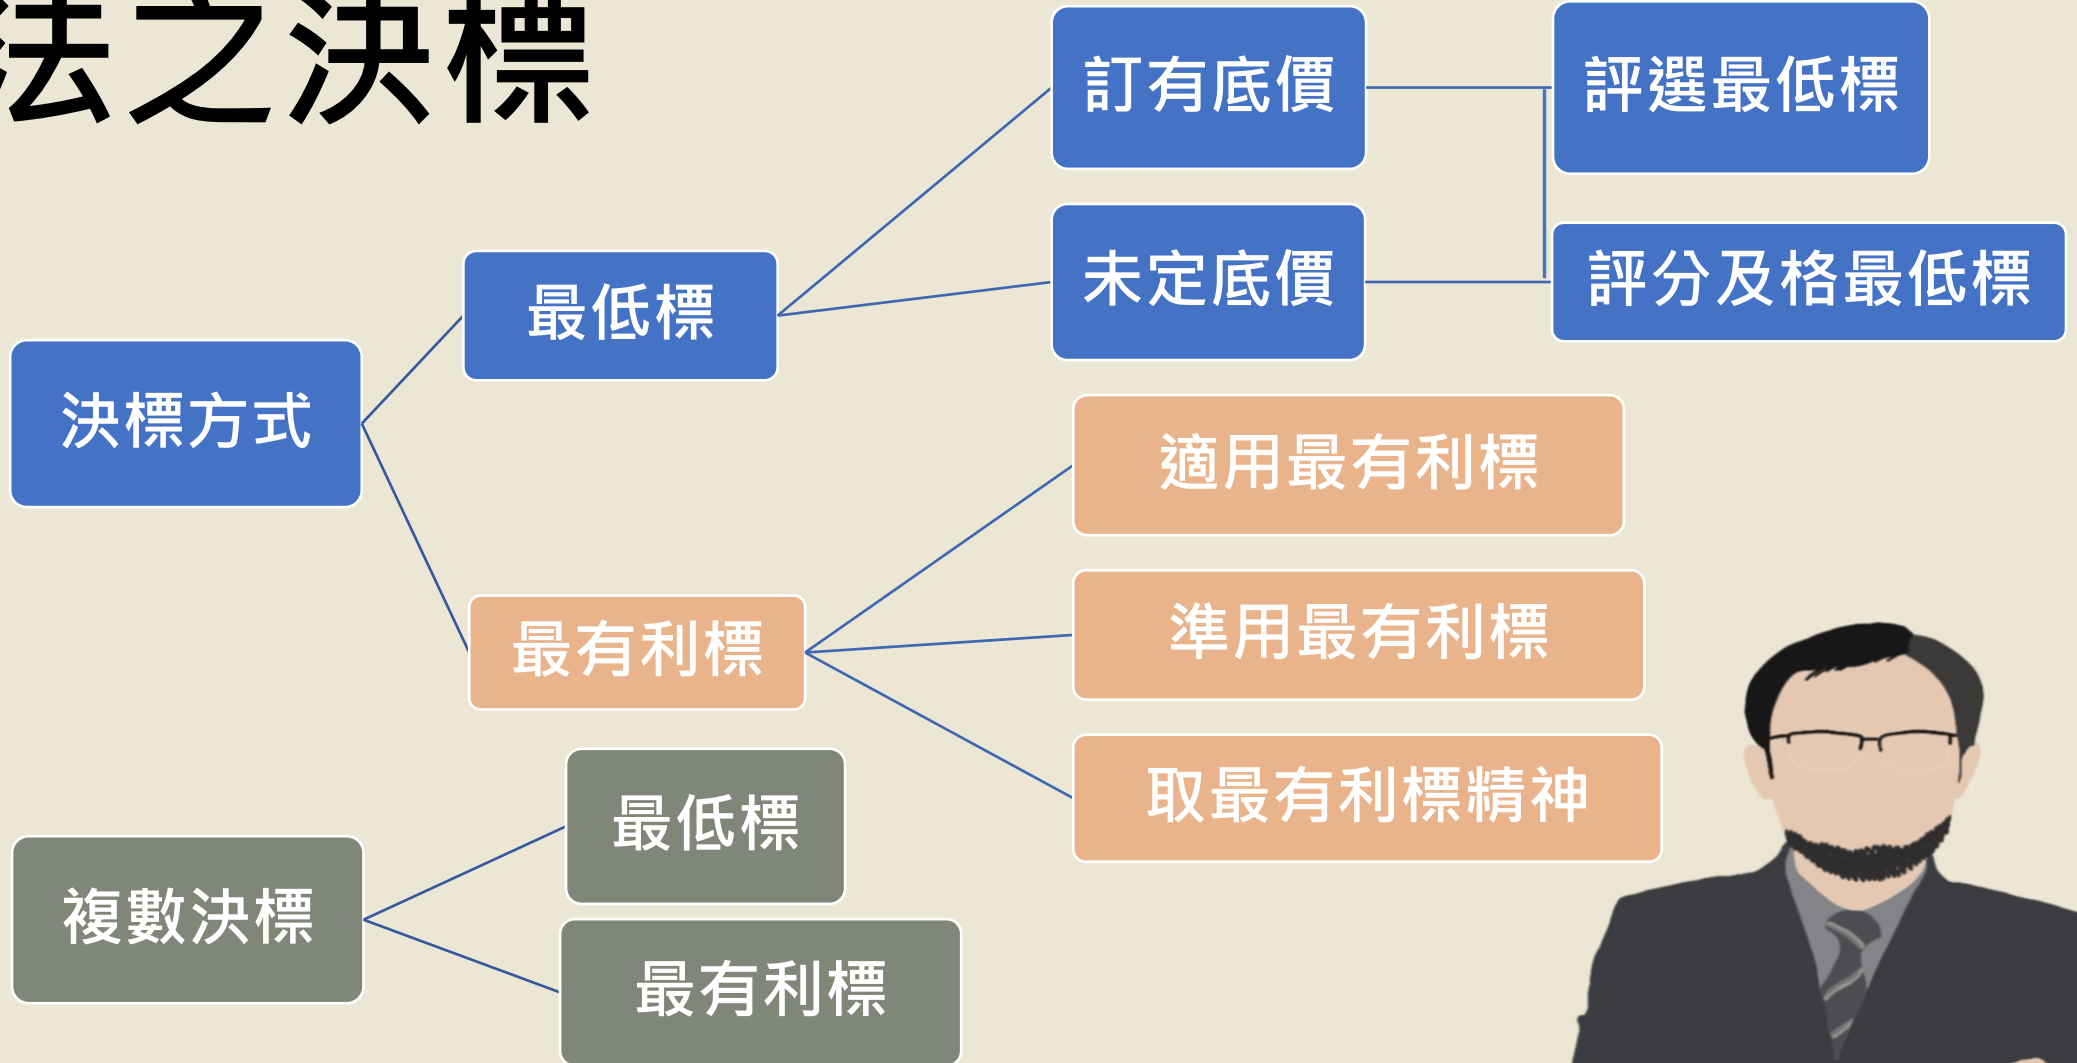 法之決標
訂有底價
評選最低標
未定底價
評分及格最低標
最低標
決標方式
適用最有利標
準用最有利標
最有利標
取最有利標精神
最低標
複數決標
最有利標